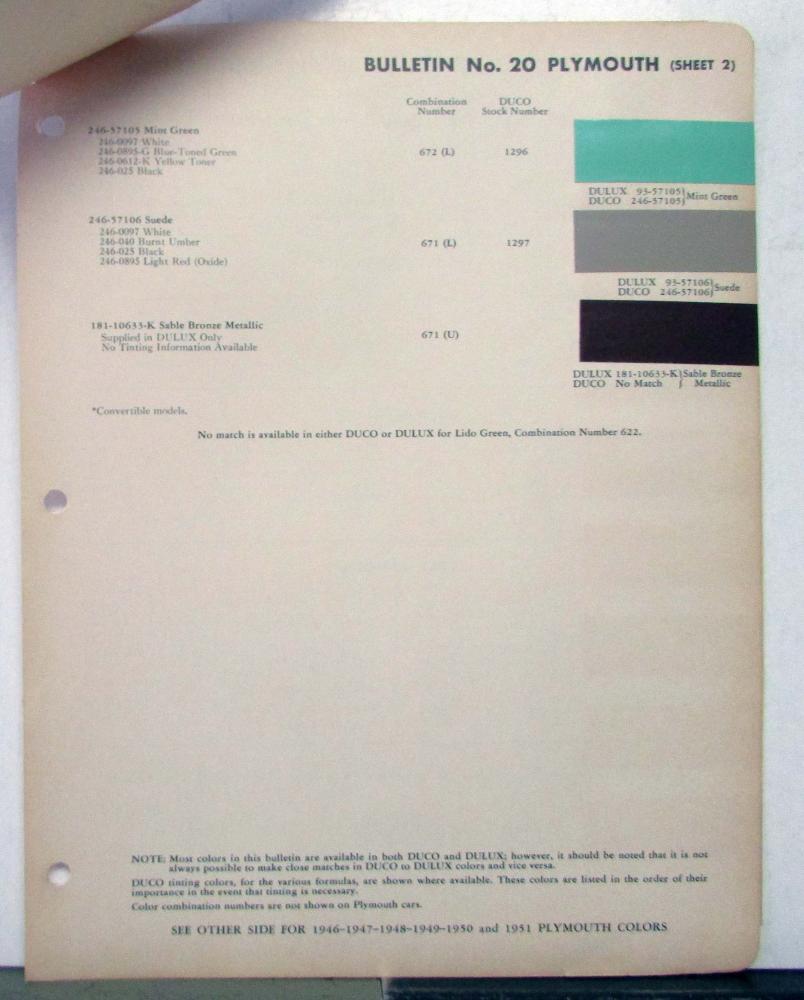 BULLETIN No. 20 PLYMOUTH (SHEET 2)
Combination Number
DUCO Stock Number
246-57105 Mint Green
246-0097 White
246-0895-G Blue-Toned Green
246-0612-K Yellow Toner
246-025 Black
672 (L)
1296
DULUX 93-57105} Mint Green
DUCO 246-57105}
246-57106 Suede
246-0097 White
246-040 Burnt Umber
246-025 Black
246-0895 Light Red (Oxide)
671 (L)
1297
DULUX 93-57106} Suede
DUCO 246-57106}
181-10633-K Sable Bronze Metallic
Supplied in DULUX Only
No Tinting Information Available
671 (U)
DULUX 181-10633-K} Sable Bronze
DUCO No Match } Metallic
*Convertible models.
No match is available in either DUCO or DULUX for Lido Green, Combination Number 622.
NOTE: Most colors in this bulletin are available in both DUCO and DULUX; however, it should be noted that it is not
always possible to make close matches in DUCO to DULUX colors and vice versa.
DUCO tinting colors, for the various formulas, are shown where available. These colors are listed in the order of their
importance in the event that tinting is necessary.
Color combination numbers are not shown on Plymouth cars.
SEE OTHER SIDE FOR 1946-1947-1948-1949-1950 and 1951 PLYMOUTH COLORS